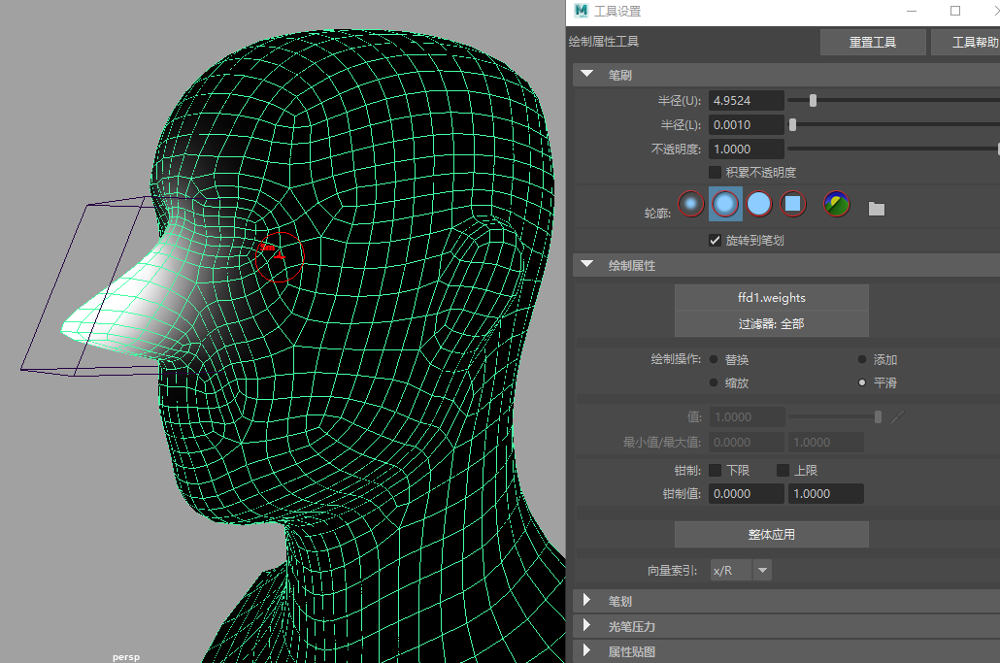 工具设置
绘制属性工具 重置工具 工具帮助
笔刷
半径(U): 4.9524
半径(L): 0.0010
不透明度: 1.0000
积累不透明度
轮廓:
旋转到笔划
绘制属性
ffd1.weights
过滤器: 全部
绘制操作: 替换 添加
缩放 平滑
值: 1.0000
最小值/最大值: 0.0000 1.0000
钳制: 下限 上限
钳制值: 0.0000 1.0000
整体应用
向量索引: x/R
笔划
光笔压力
属性贴图
persp